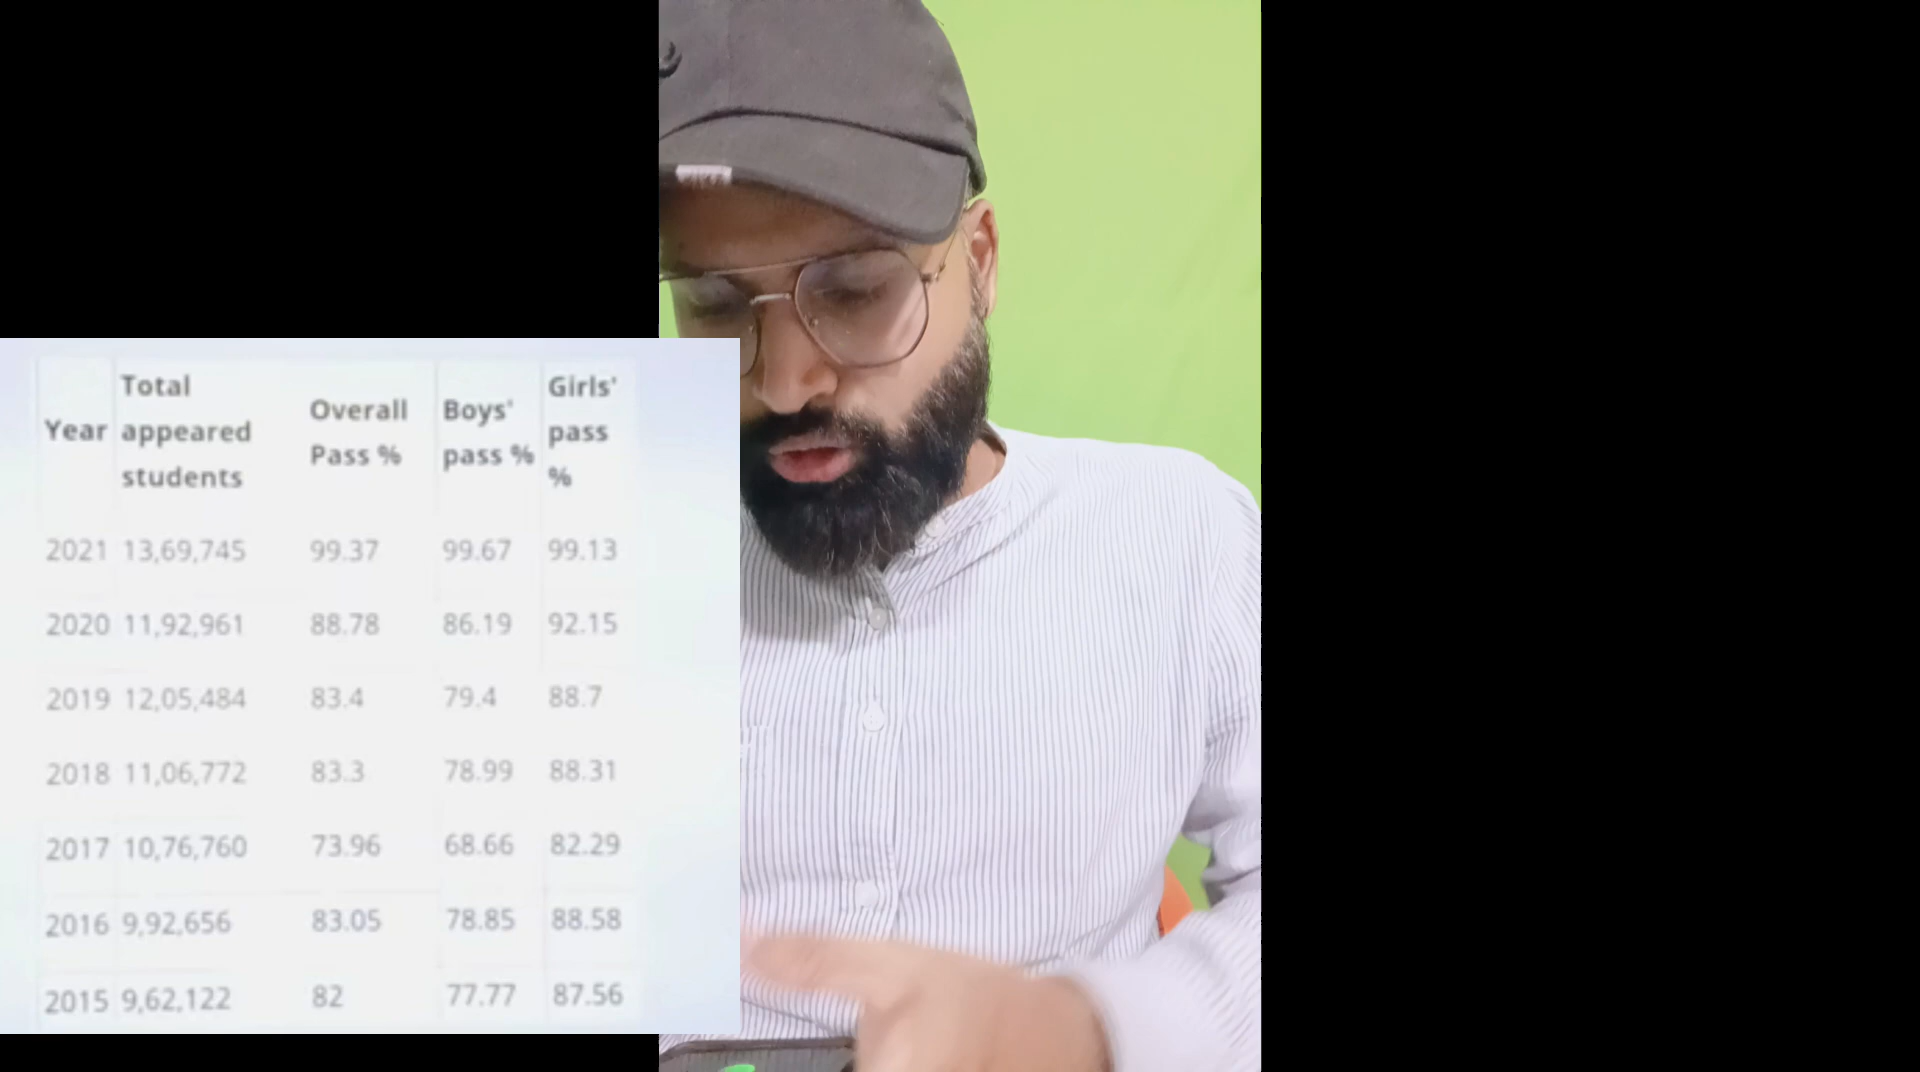 Year Total appeared students Overall Pass % Boys' pass % Girls' pass %
2021 13,69,745 99.37 99.67 99.13
2020 11,92,961 88.78 86.19 92.15
2019 12,05,484 83.4 79.4 88.7
2018 11,06,772 83.3 78.99 88.31
2017 10,76,760 73.96 68.66 82.29
2016 9,92,656 83.05 78.85 88.58
2015 9,62,122 82 77.77 87.56